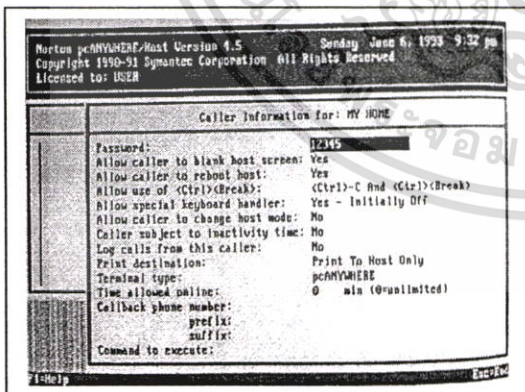 Norton pcANYWHERE/Host Version 4.5 Sunday June 6, 1993 9:32 pm
Copyright 1990-91 Symantec Corporation All Rights Reserved
Licensed to: USER
Caller Information for: MY HOME
Password: 12345
Allow caller to blank host screen: Yes
Allow caller to reboot host: Yes
Allow use of <Ctrl><Break>: <Ctrl>-C And <Ctrl><Break>
Allow special keyboard handler: Yes - Initially Off
Allow caller to change host mode: No
Caller subject to inactivity time: No
Log calls from this caller: No
Print destination: Print To Host Only
Terminal type: pcANYWHERE
Time allowed online: 0 min (0=unlimited)
Callback phone number:
prefix:
suffix:
Command to execute:
F1=Help Esc=End